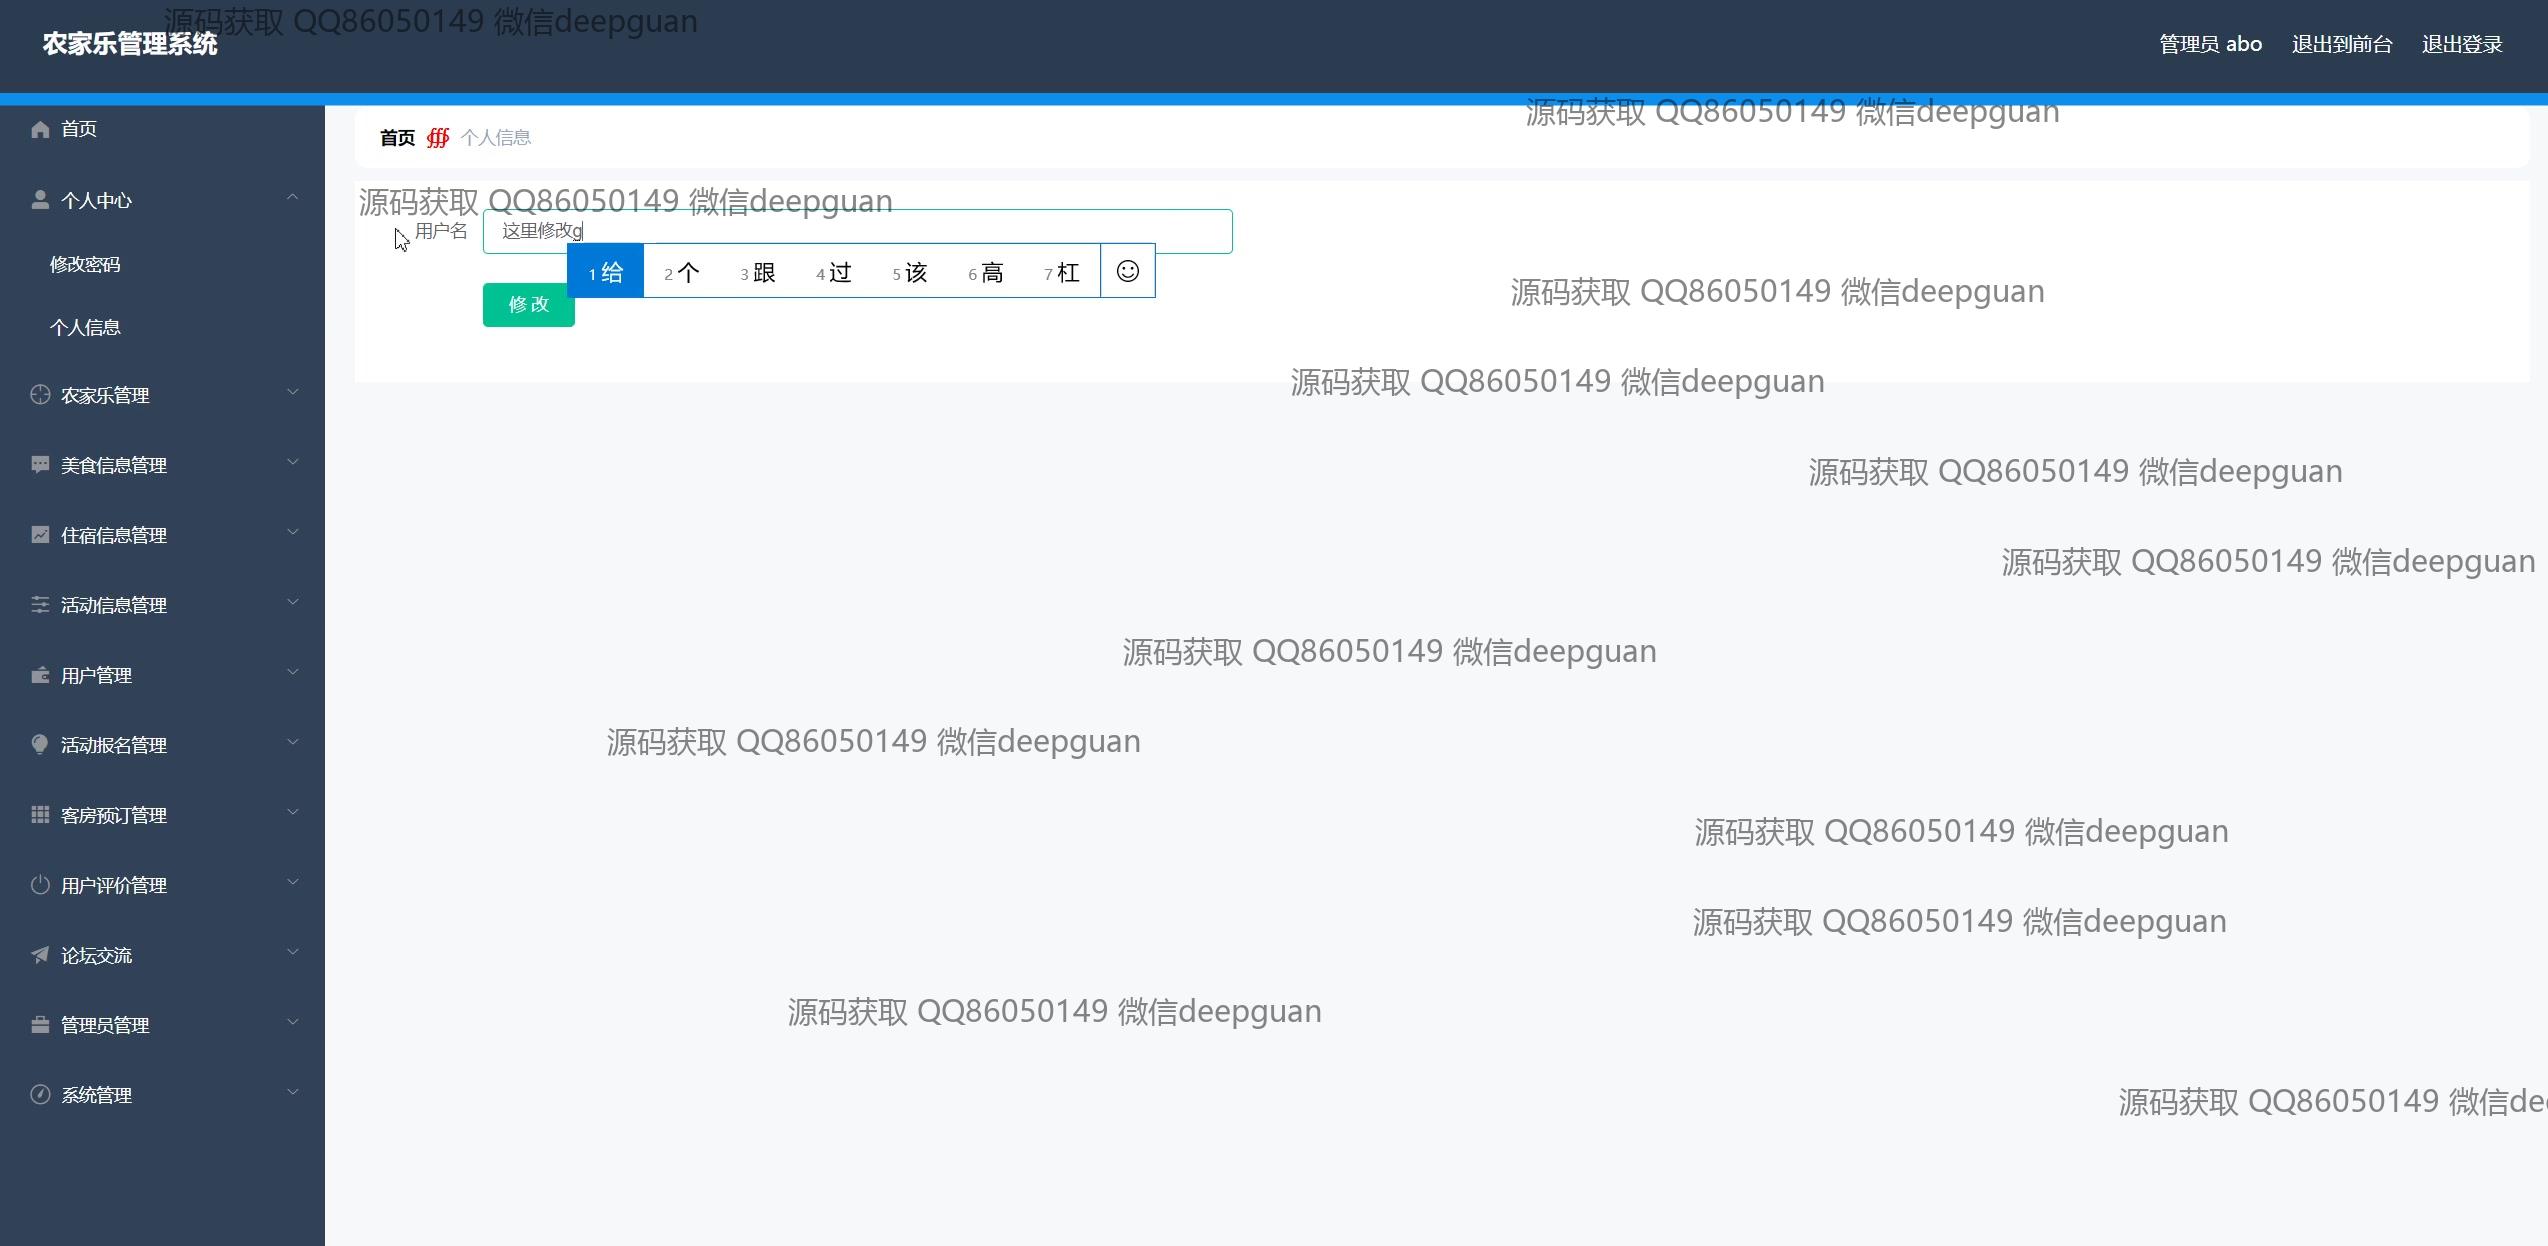 源码获取 QQ86050149 微信deepguan
农家乐管理系统
管理员 abo 退出到前台 退出登录
源码获取 QQ86050149 微信deepguan
首页
首页 个人信息
个人中心
源码获取 QQ86050149 微信deepguan
用户名 这里修改g
修改密码
1 给 2 个 3 跟 4 过 5 该 6 高 7 杠
源码获取 QQ86050149 微信deepguan
修改
个人信息
源码获取 QQ86050149 微信deepguan
农家乐管理
美食信息管理
源码获取 QQ86050149 微信deepguan
住宿信息管理
源码获取 QQ86050149 微信deepguan
活动信息管理
源码获取 QQ86050149 微信deepguan
用户管理
源码获取 QQ86050149 微信deepguan
活动报名管理
客房预订管理
源码获取 QQ86050149 微信deepguan
用户评价管理
源码获取 QQ86050149 微信deepguan
论坛交流
源码获取 QQ86050149 微信deepguan
管理员管理
系统管理
源码获取 QQ86050149 微信dee